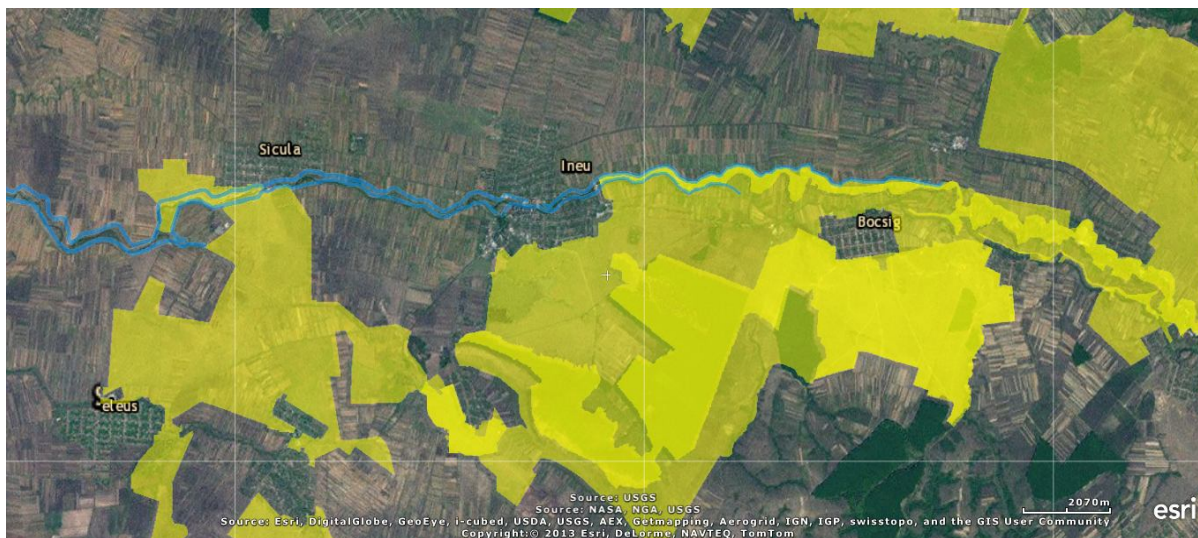 Sicula
Ineu
Bocsig
Seleus
2070m
Source: USGS
Source: NASA, NGA, USGS
Source: Esri, DigitalGlobe, GeoEye, i-cubed, USDA, USGS, AEX, Getmapping, Aerogrid, IGN, IGP, swisstopo, and the GIS User Community
Copyright:© 2013 Esri, DeLorme, NAVTEQ, TomTom
esri